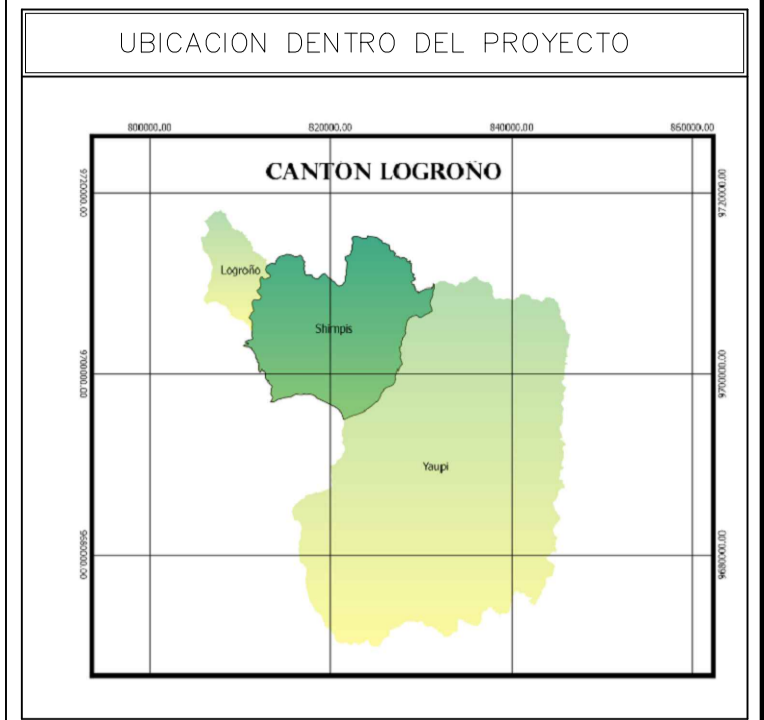 UBICACION DENTRO DEL PROYECTO
800000.00 820000.00 840000.00 860000.00
CANTON LOGROÑO
9720000.00 9720000.00
Logroño
Shimpis
9700000.00 9700000.00
Yaupi
9680000.00 9680000.00